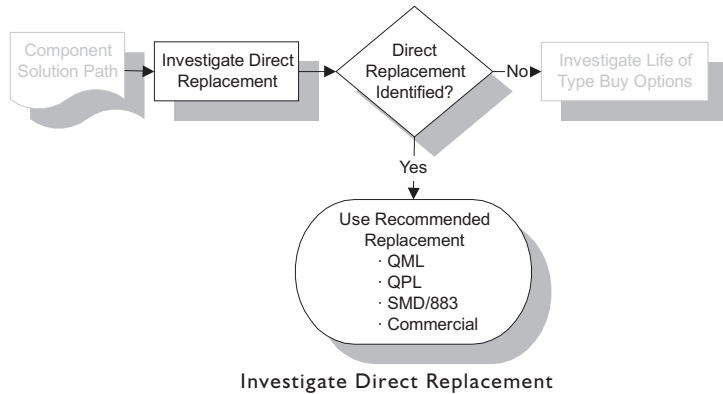 Component
Solution Path
Investigate Direct
Replacement
Direct
Replacement
Identified?
No
Investigate Life of
Type Buy Options
Yes
Use Recommended
Replacement
· QML
· QPL
· SMD/883
· Commercial
Investigate Direct Replacement